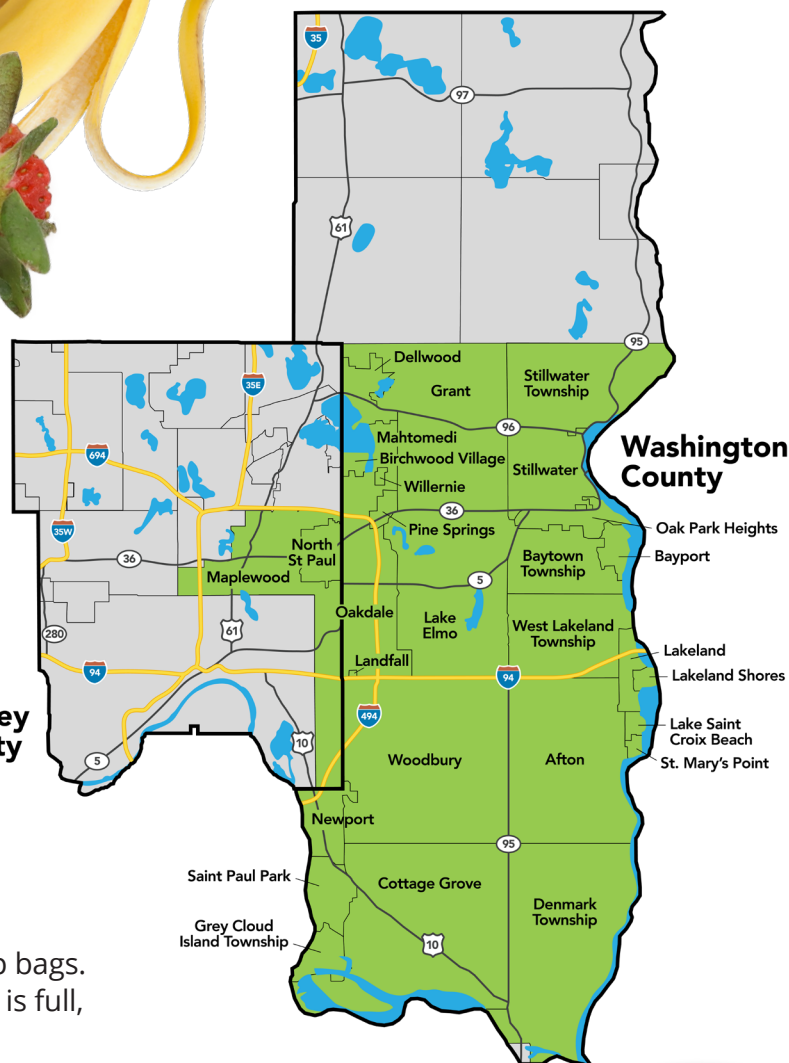 35
97
61
95
Dellwood
Grant
Stillwater
Township
35E
96
Washington
County
Mahtomedi
Birchwood Village
Stillwater
694
Willernie
36
Pine Springs
Oak Park Heights
35W
North
St Paul
Baytown
Township
Bayport
36
Maplewood
5
Oakdale
Lake
Elmo
West Lakeland
Township
280
61
Lakeland
Landfall
94
94
Lakeland Shores
494
ey
ty
10
Lake Saint
Croix Beach
5
Woodbury
Afton
St. Mary's Point
Newport
95
Saint Paul Park
Cottage Grove
Denmark
Township
Grey Cloud
Island Township
10
bags.
is full,